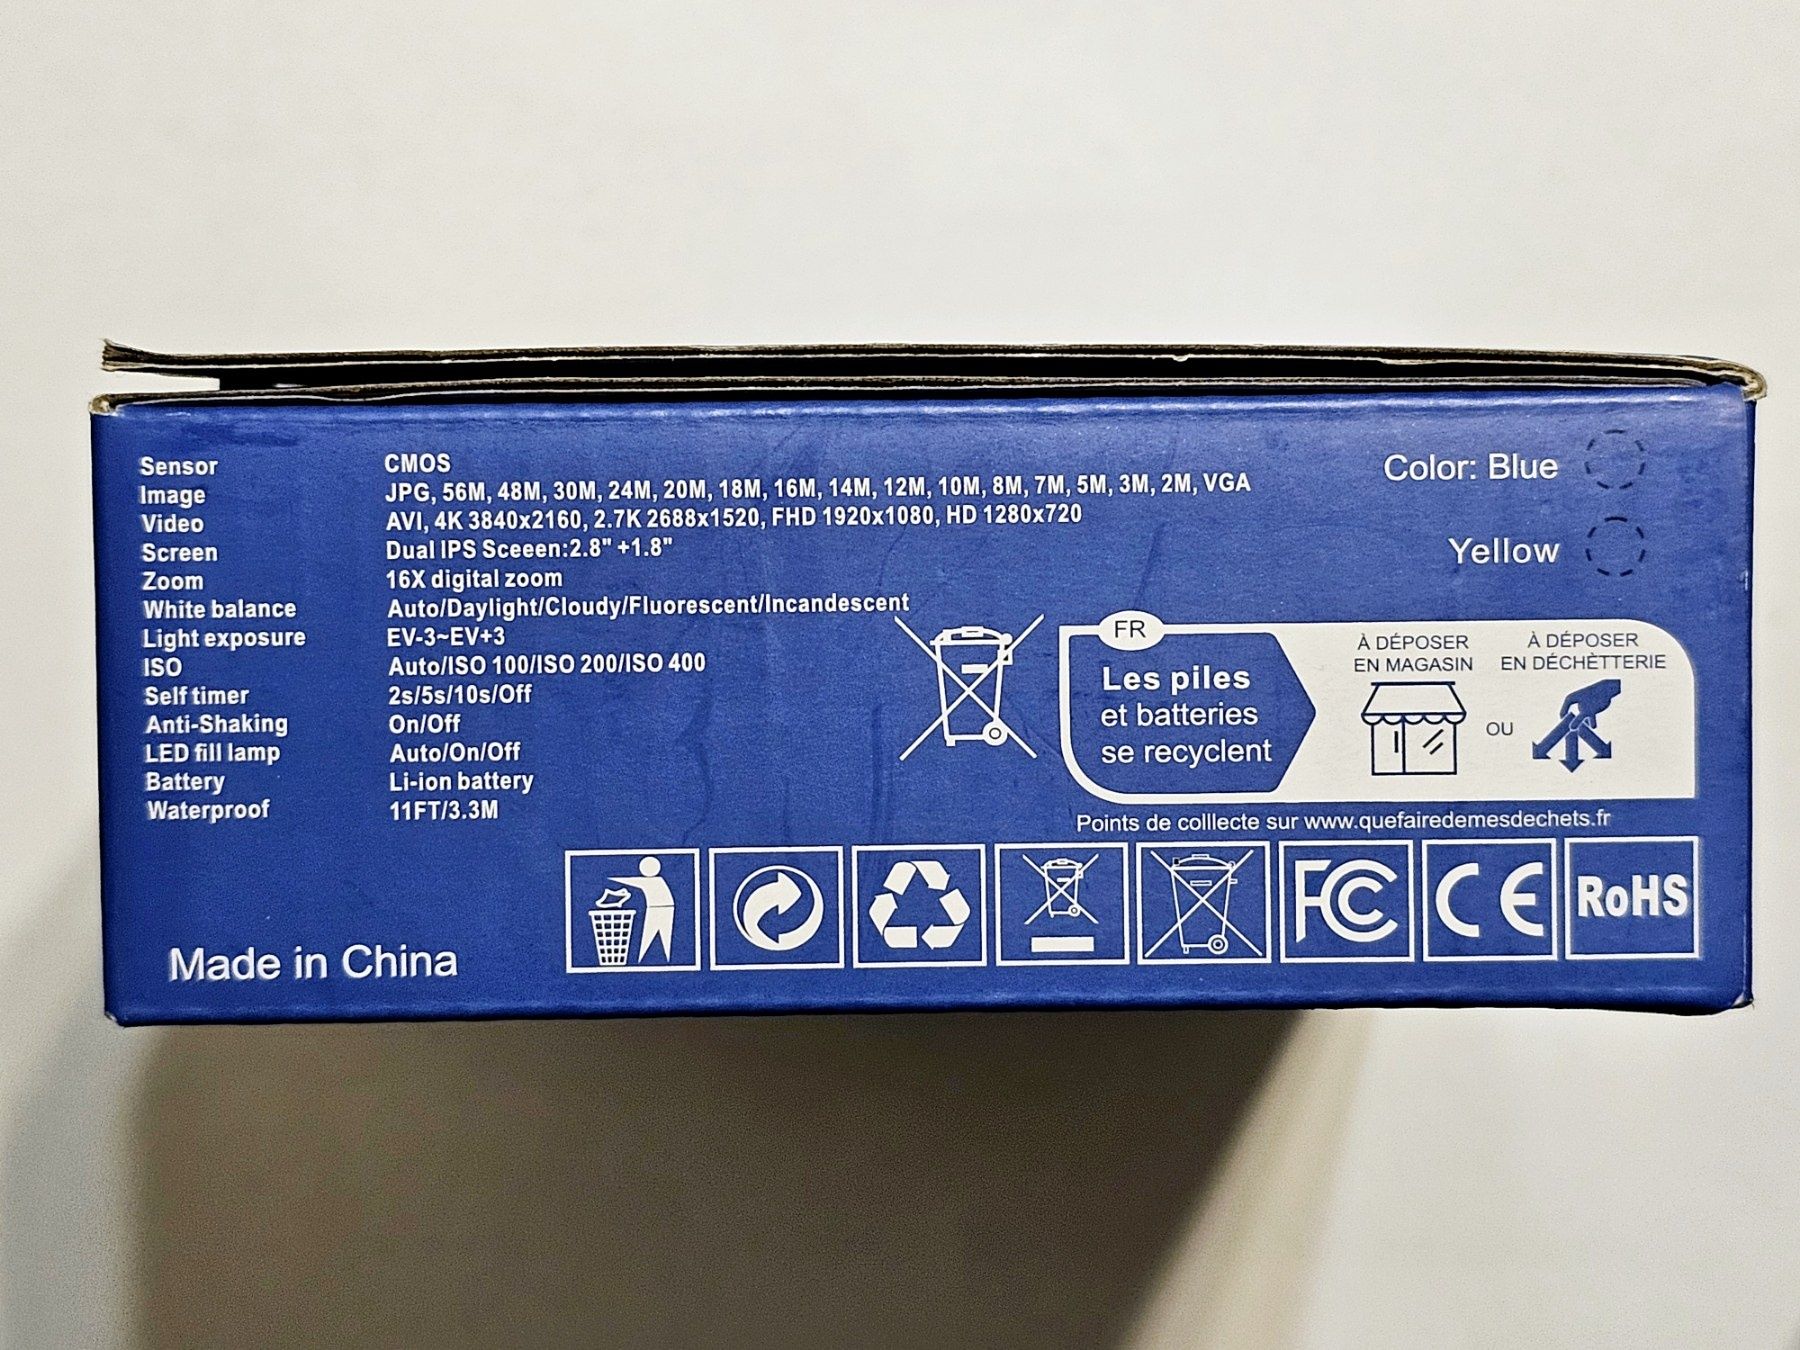 Sensor CMOS
Image JPG, 56M, 48M, 30M, 24M, 20M, 18M, 16M, 14M, 12M, 10M, 8M, 7M, 5M, 3M, 2M, VGA
Video AVI, 4K 3840x2160, 2.7K 2688x1520, FHD 1920x1080, HD 1280x720
Screen Dual IPS Sceeen:2.8" +1.8"
Zoom 16X digital zoom
White balance Auto/Daylight/Cloudy/Fluorescent/Incandescent
Light exposure EV-3~EV+3
ISO Auto/ISO 100/ISO 200/ISO 400
Self timer 2s/5s/10s/Off
Anti-Shaking On/Off
LED fill lamp Auto/On/Off
Battery Li-ion battery
Waterproof 11FT/3.3M
Made in China
Color: Blue
Yellow
FR
Les piles
et batteries
se recyclent
À DÉPOSER
EN MAGASIN
OU
À DÉPOSER
EN DÉCHÈTTERIE
Points de colllecte sur www.quefairedemesdechets.fr
FC CE RoHS